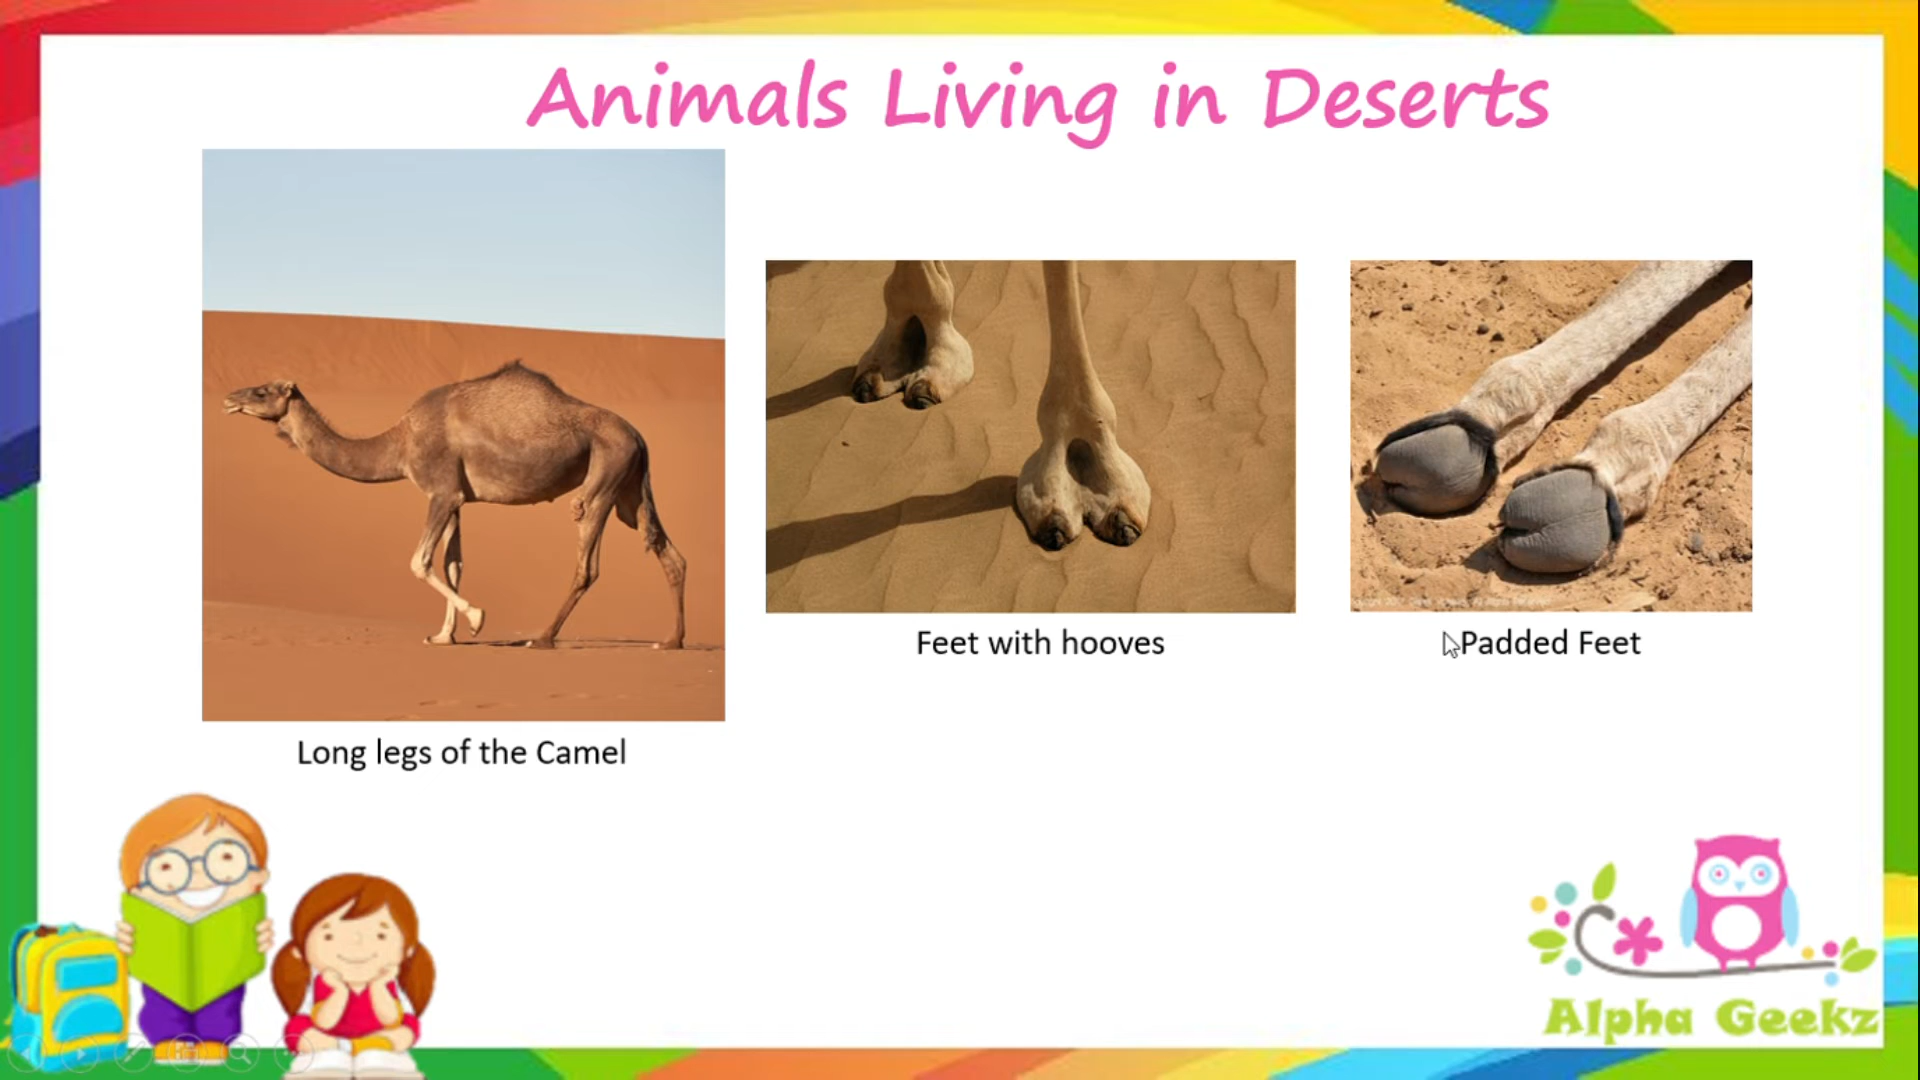 Animals Living in Deserts
Feet with hooves
Padded Feet
Long legs of the Camel
Alpha Geekz